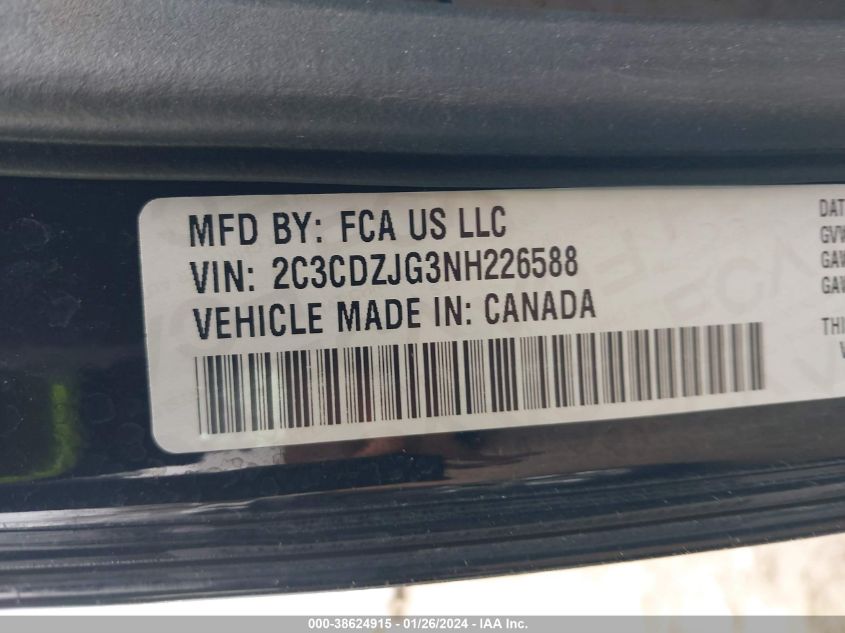 MFD BY: FCA US LLC
VIN: 2C3CDZJG3NH226588
VEHICLE MADE IN: CANADA
000-38624915 - 01/26/2024 - IAA Inc.